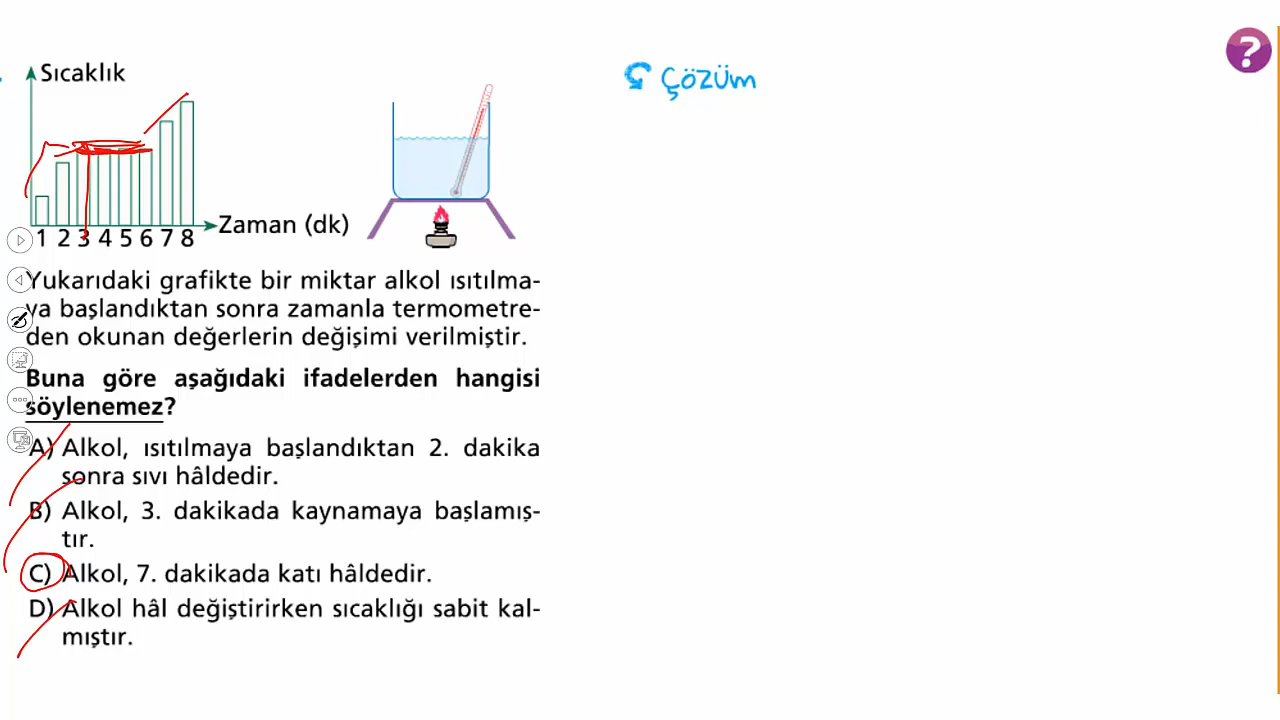 Sıcaklık
Çözüm
?
Zaman (dk)
1 2 3 4 5 6 7 8
Yukarıdaki grafikte bir miktar alkol ısıtılma-
ya başlandıktan sonra zamanla termometre-
den okunan değerlerin değişimi verilmiştir.
Buna göre aşağıdaki ifadelerden hangisi
söylenemez?
A) Alkol, ısıtılmaya başlandıktan 2. dakika
sonra sıvı hâldedir.
B) Alkol, 3. dakikada kaynamaya başlamış-
tır.
C) Alkol, 7. dakikada katı hâldedir.
D) Alkol hâl değiştirirken sıcaklığı sabit kal-
mıştır.